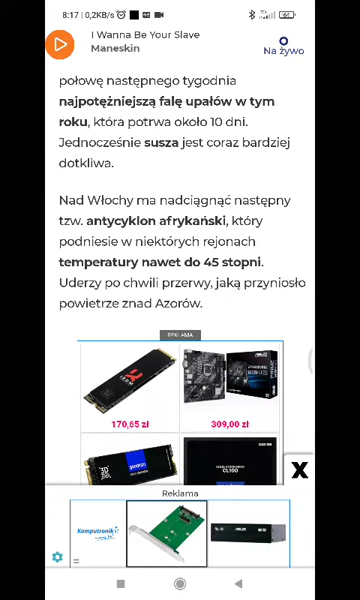 8:17 | 0,2KB/s
I Wanna Be Your Slave
Maneskin
Na żywo
połowę następnego tygodnia
najpotężniejszą falę upałów w tym
roku, która potrwa około 10 dni.
Jednocześnie susza jest coraz bardziej
dotkliwa.
Nad Włochy ma nadciągnąć następny
tzw. antycyklon afrykański, który
podniesie w niektórych rejonach
temperatury nawet do 45 stopni.
Uderzy po chwili przerwy, jaką przyniosło
powietrze znad Azorów.
REKLAMA
170,65 zł
309,00 zł
goodram
CL100
X
Reklama
Komputronik